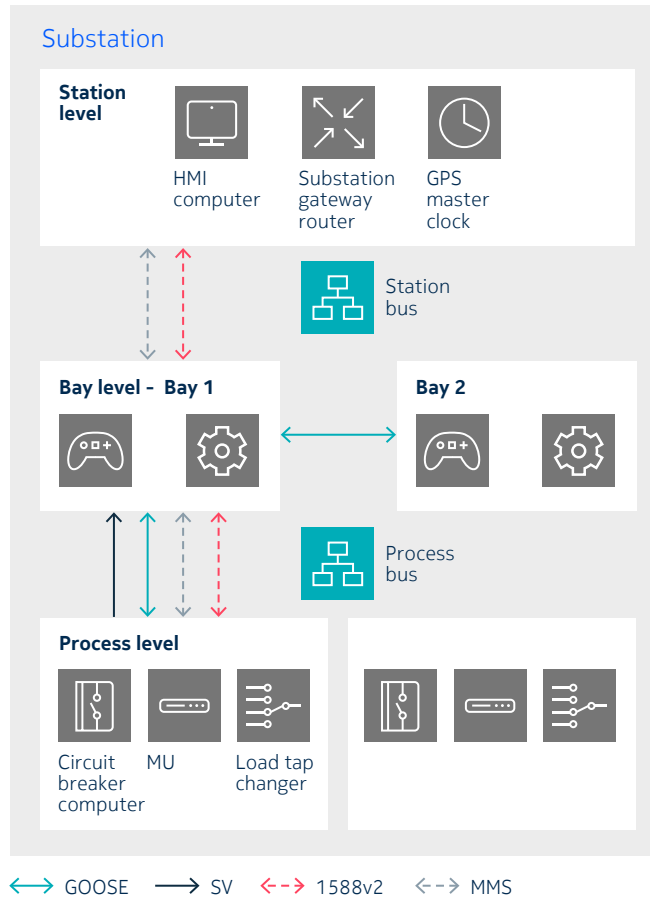 Substation
Station
level
HMI
computer
Substation
gateway
router
GPS
master
clock
Station
bus
Bay level - Bay 1
Bay 2
Process
bus
Process level
Circuit
breaker
computer
MU
Load tap
changer
GOOSE
SV
1588v2
MMS